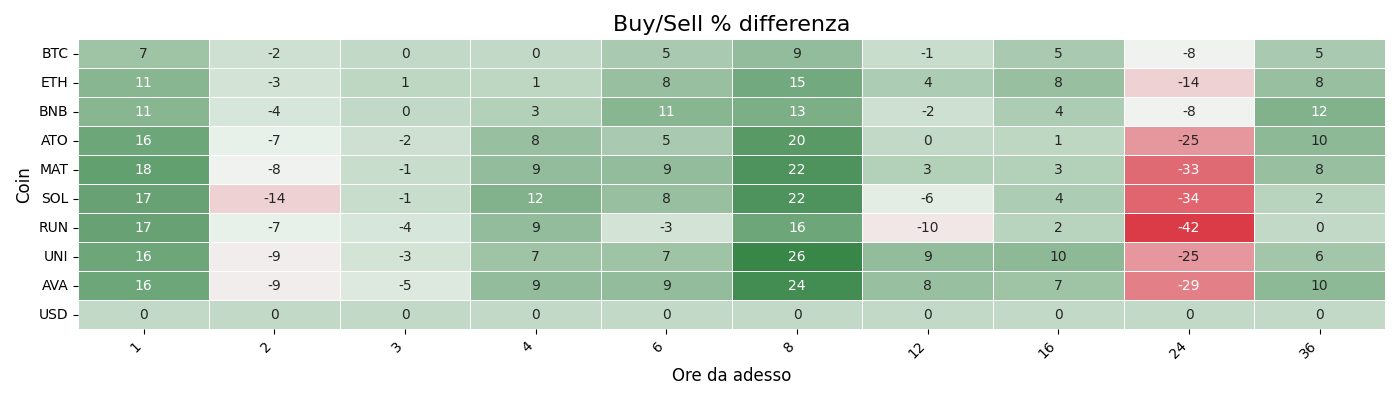 Buy/Sell % differenza
Coin
BTC 7 -2 0 0 5 9 -1 5 -8 5
ETH 11 -3 1 1 8 15 4 8 -14 8
BNB 11 -4 0 3 11 13 -2 4 -8 12
ATO 16 -7 -2 8 5 20 0 1 -25 10
MAT 18 -8 -1 9 9 22 3 3 -33 8
SOL 17 -14 -1 12 8 22 -6 4 -34 2
RUN 17 -7 -4 9 -3 16 -10 2 -42 0
UNI 16 -9 -3 7 7 26 9 10 -25 6
AVA 16 -9 -5 9 9 24 8 7 -29 10
USD 0 0 0 0 0 0 0 0 0 0
1 2 3 4 6 8 12 16 24 36
Ore da adesso